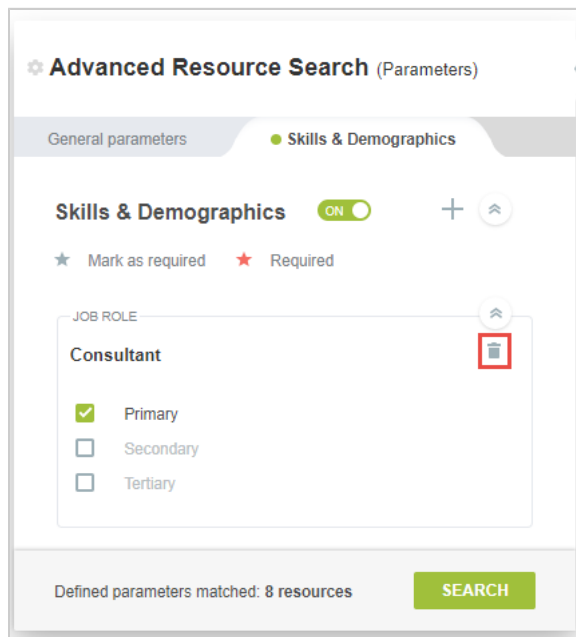 Advanced Resource Search (Parameters)
General parameters
Skills & Demographics
Skills & Demographics
ON
Mark as required
Required
JOB ROLE
Consultant
Primary
Secondary
Tertiary
Defined parameters matched: 8 resources
SEARCH